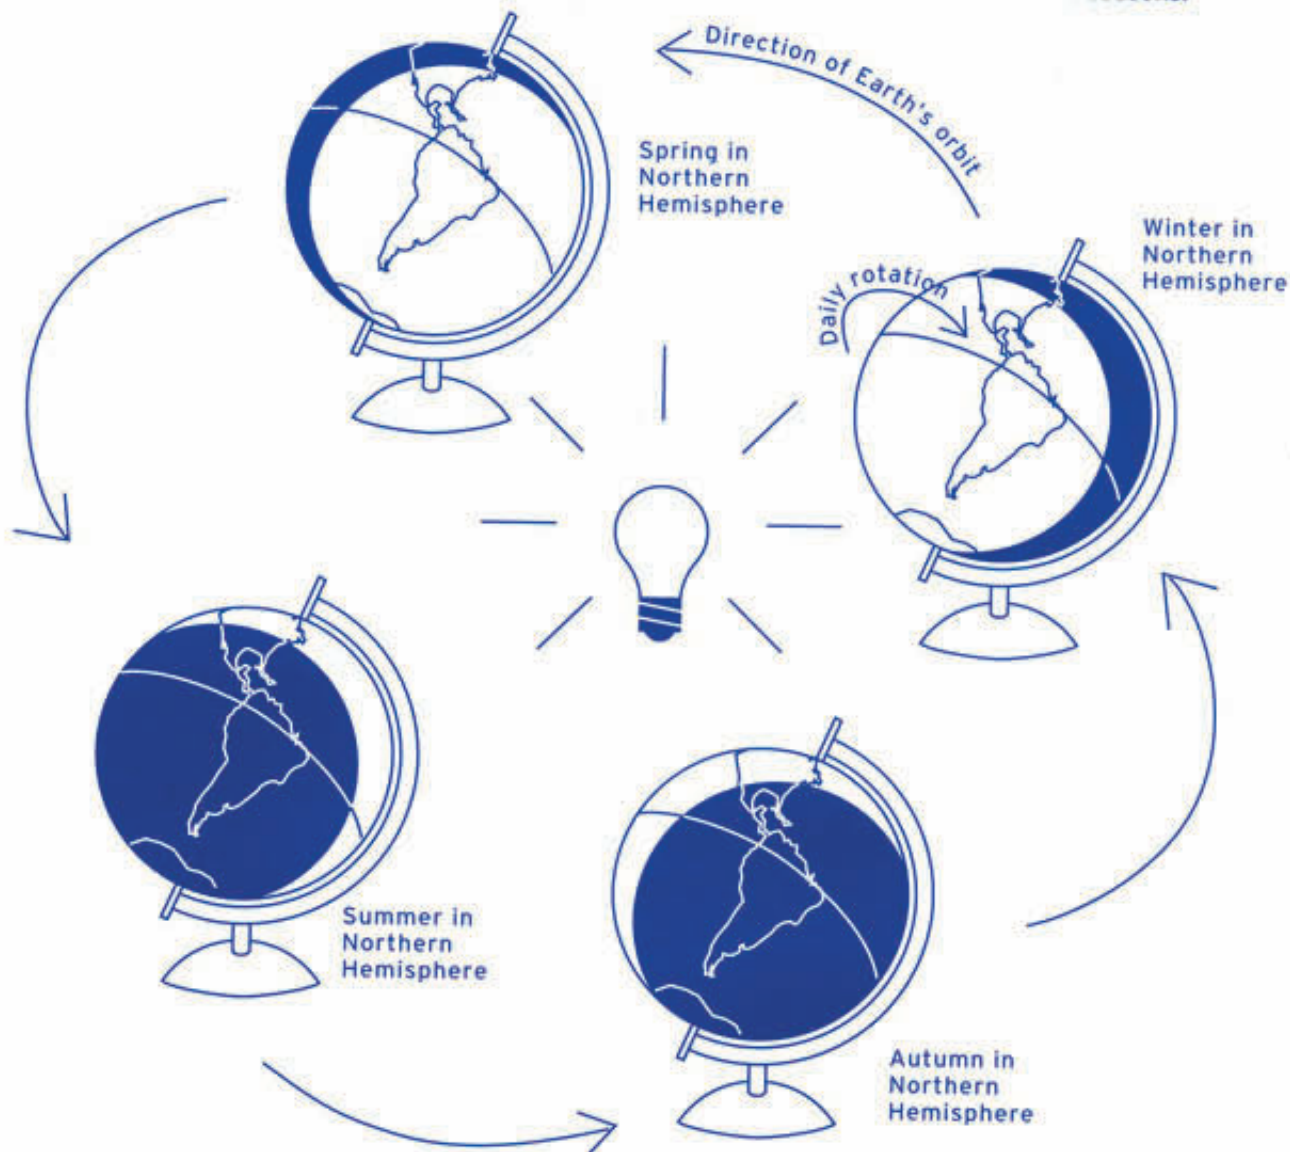 Direction of Earth's orbit
Spring in
Northern
Hemisphere
Winter in
Northern
Hemisphere
Daily rotation
Summer in
Northern
Hemisphere
Autumn in
Northern
Hemisphere